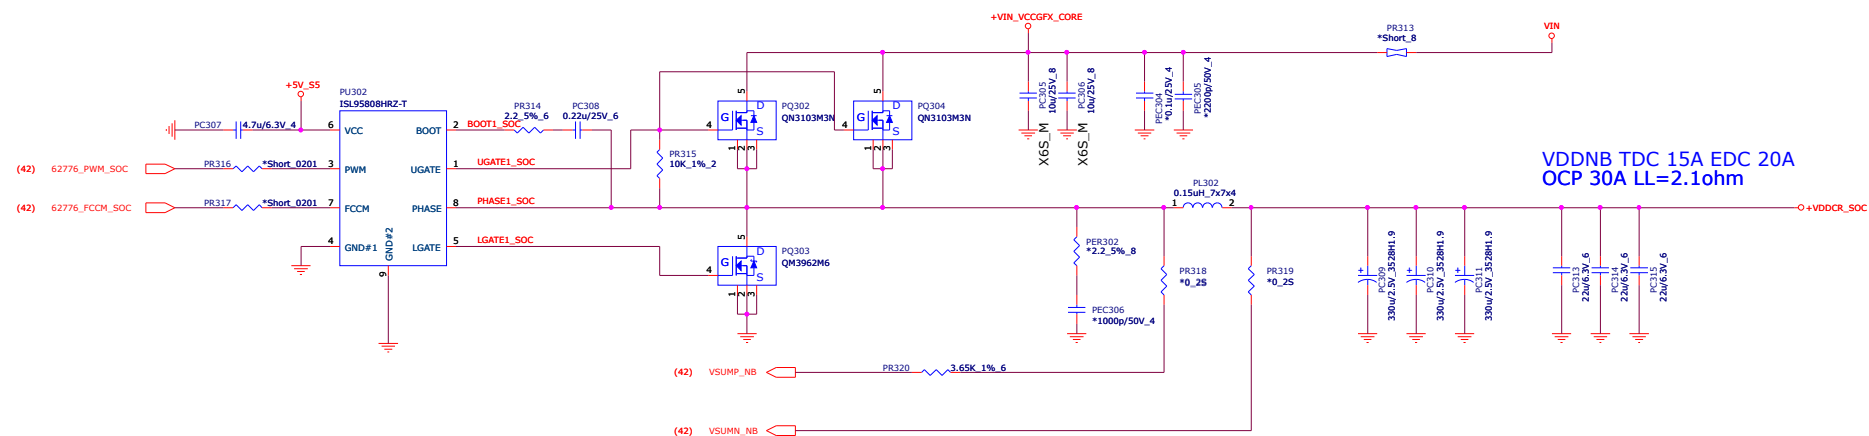 +VIN_VCCGFX_CORE
VIN
PR313
*Short_8
+5V_S5
PU302
ISL95808HRZ-T
PC307
4.7u/6.3V_4
6
VCC
BOOT
2
BOOT1_SOC
PR314
2.2_5%_6
PC308
0.22u/25V_6
(42)
62776_PWM_SOC
PR316
*Short_0201
3
PWM
UGATE
1
UGATE1_SOC
(42)
62776_FCCM_SOC
PR317
*Short_0201
7
FCCM
PHASE
8
PHASE1_SOC
4
GND#1
GND#2
9
LGATE
5
LGATE1_SOC
PR315
10K_1%_2
5
D
G
S
4
1
2
3
PQ302
QN3103M3N
5
D
G
S
4
1
2
3
PQ304
QN3103M3N
5
D
G
S
4
1
2
3
PQ303
QM3962M6
PC305
10u/25V_8
X6S_M
PC306
10u/25V_8
X6S_M
PEC304
*0.1u/25V_4
PEC305
*2200p/50V_4
VDDNB TDC 15A EDC 20A
OCP 30A LL=2.1ohm
PL302
0.15uH_7x7x4
1
2
+VDDCR_SOC
PER302
*2.2_5%_8
PEC306
*1000p/50V_4
PR318
*0_2S
PR319
*0_2S
PC309
330u/2.5V_3528H1.9
PC310
330u/2.5V_3528H1.9
PC311
330u/2.5V_3528H1.9
PC313
22u/6.3V_6
PC314
22u/6.3V_6
PC315
22u/6.3V_6
(42)
VSUMP_NB
PR320
3.65K_1%_6
(42)
VSUMN_NB